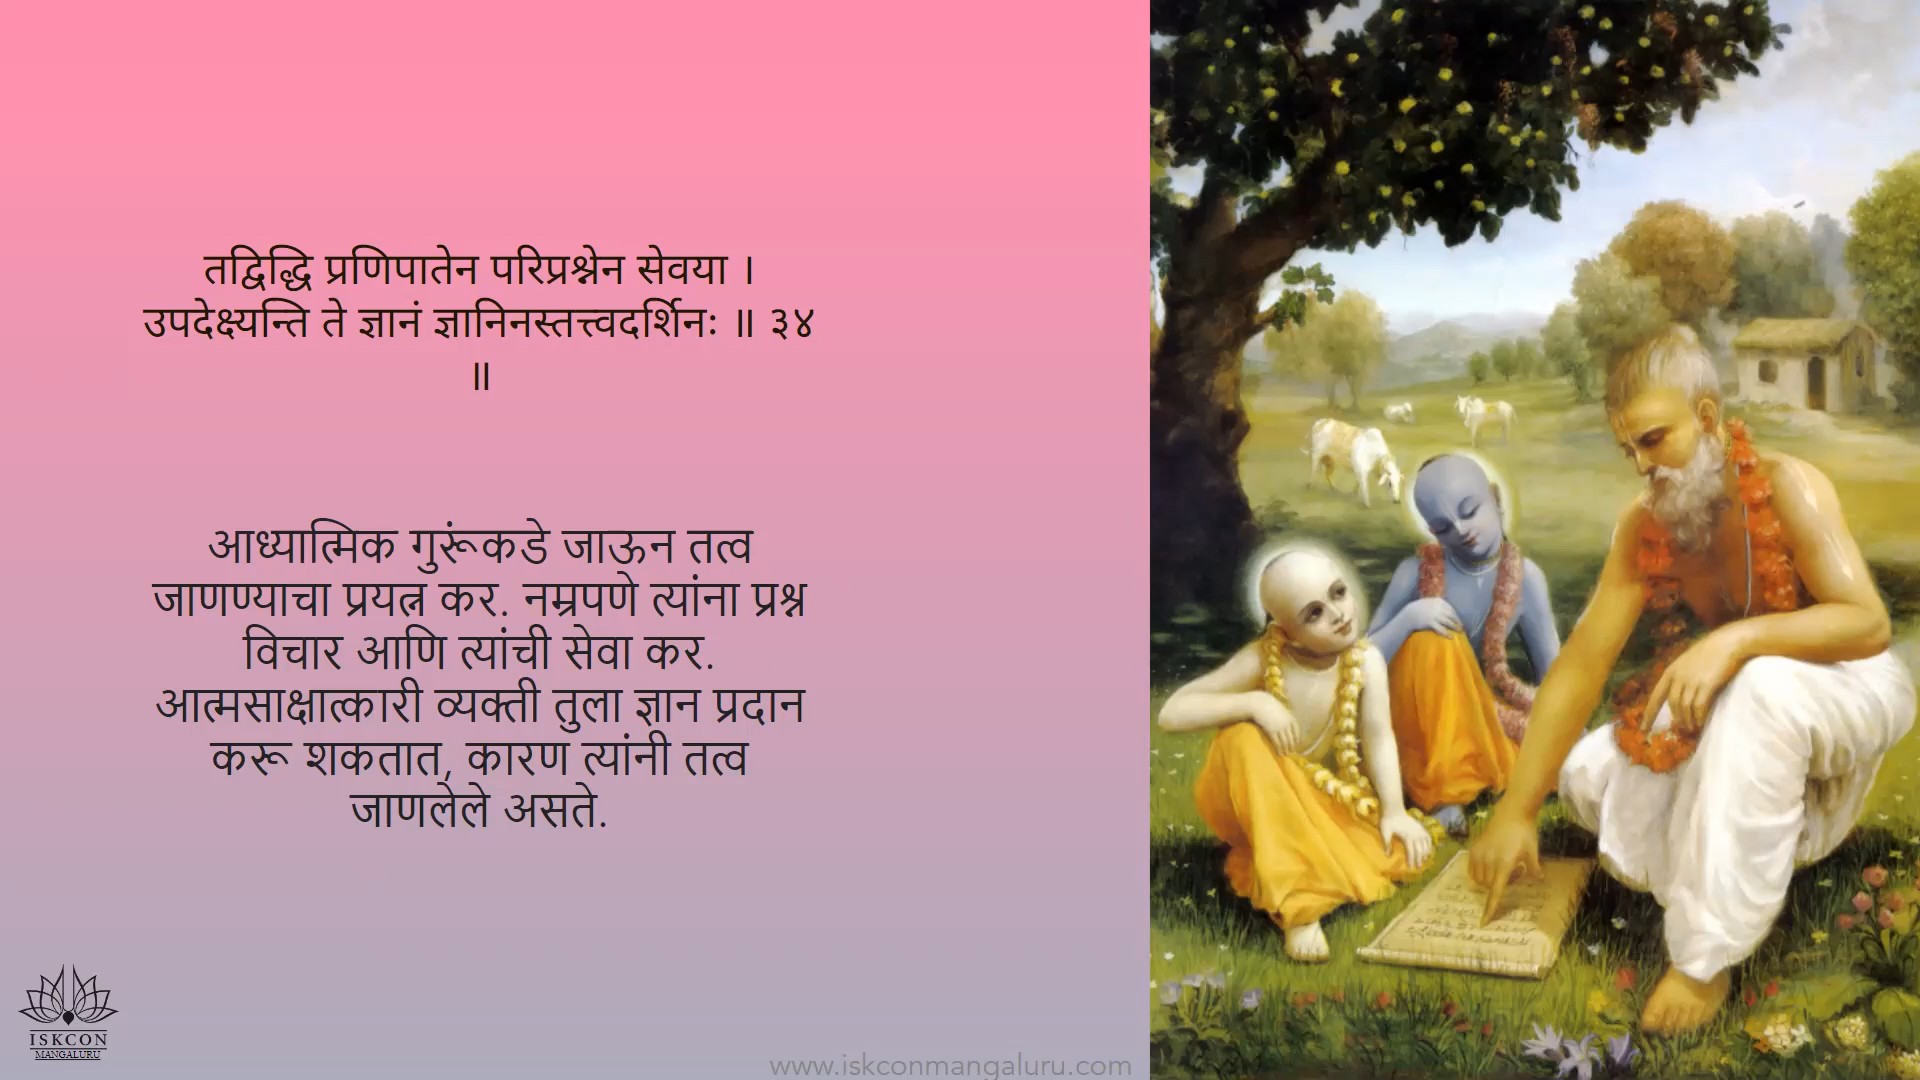 तद्विद्धि प्रणिपातेन परिप्रश्नेन सेवया ।
उपदेक्ष्यन्ति ते ज्ञानं ज्ञानिनस्तत्त्वदर्शिनः ॥ ३४
॥
आध्यात्मिक गुरूंकडे जाऊन तत्व
जाणण्याचा प्रयत्न कर. नम्रपणे त्यांना प्रश्न
विचार आणि त्यांची सेवा कर.
आत्मसाक्षात्कारी व्यक्ती तुला ज्ञान प्रदान
करू शकतात, कारण त्यांनी तत्व
जाणलेले असते.
ISKCON
MANGALURU
www.iskconmangaluru.com